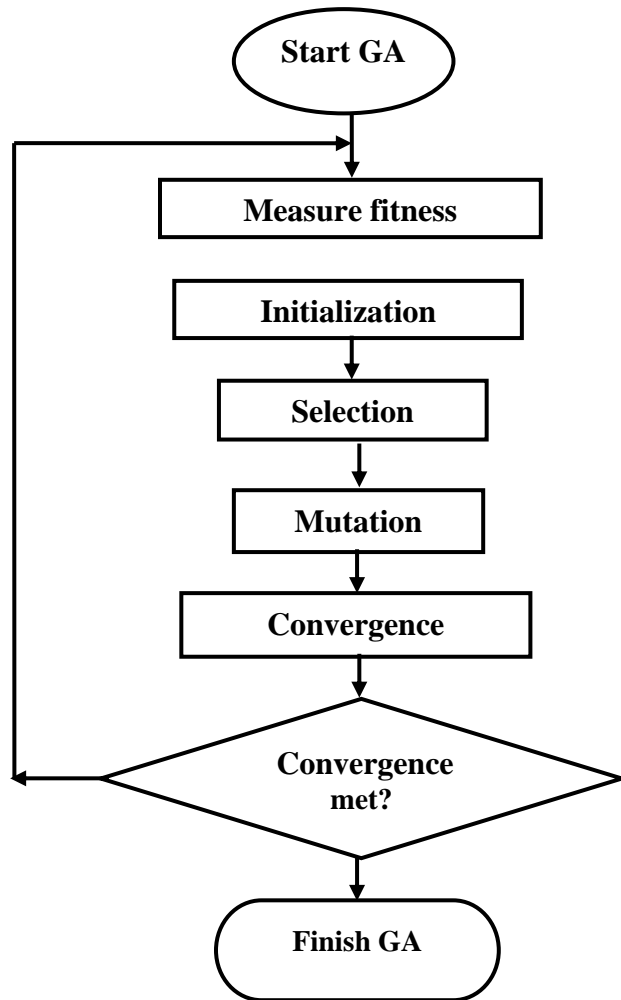 Start GA
Measure fitness
Initialization
Selection
Mutation
Convergence
Convergence
met?
Finish GA